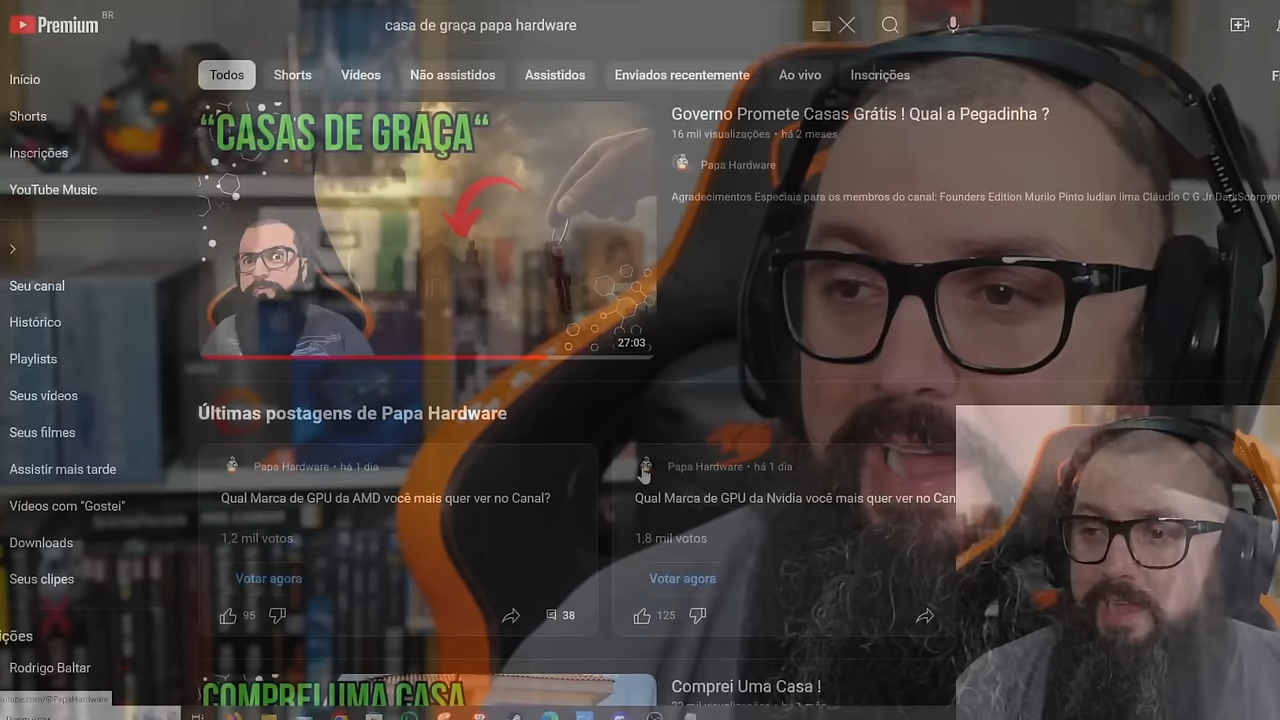 Premium BR
casa de graça papa hardware
Início
Shorts
Inscrições
YouTube Music
Seu canal
Histórico
Playlists
Seus vídeos
Seus filmes
Assistir mais tarde
Vídeos com "Gostei"
Downloads
Seus clipes
ições
Rodrigo Baltar
Todos Shorts Vídeos Não assistidos Assistidos Enviados recentemente Ao vivo Inscrições
“CASAS DE GRAÇA“
27:03
Governo Promete Casas Grátis ! Qual a Pegadinha ?
16 mil visualizações • há 2 meses
Papa Hardware
Agradecimentos Especiais para os membros do canal: Founders Edition Murilo Pinto ludian lima Cláudio C G Jr
Últimas postagens de Papa Hardware
Papa Hardware • há 1 dia
Qual Marca de GPU da AMD você mais quer ver no Canal?
1,2 mil votos
Votar agora
95 38
Papa Hardware • há 1 dia
Qual Marca de GPU da Nvidia você mais quer ver no Can
1,8 mil votos
Votar agora
125
COMPREI UMA CASA
Comprei Uma Casa !
utube.com/@PapaHardware